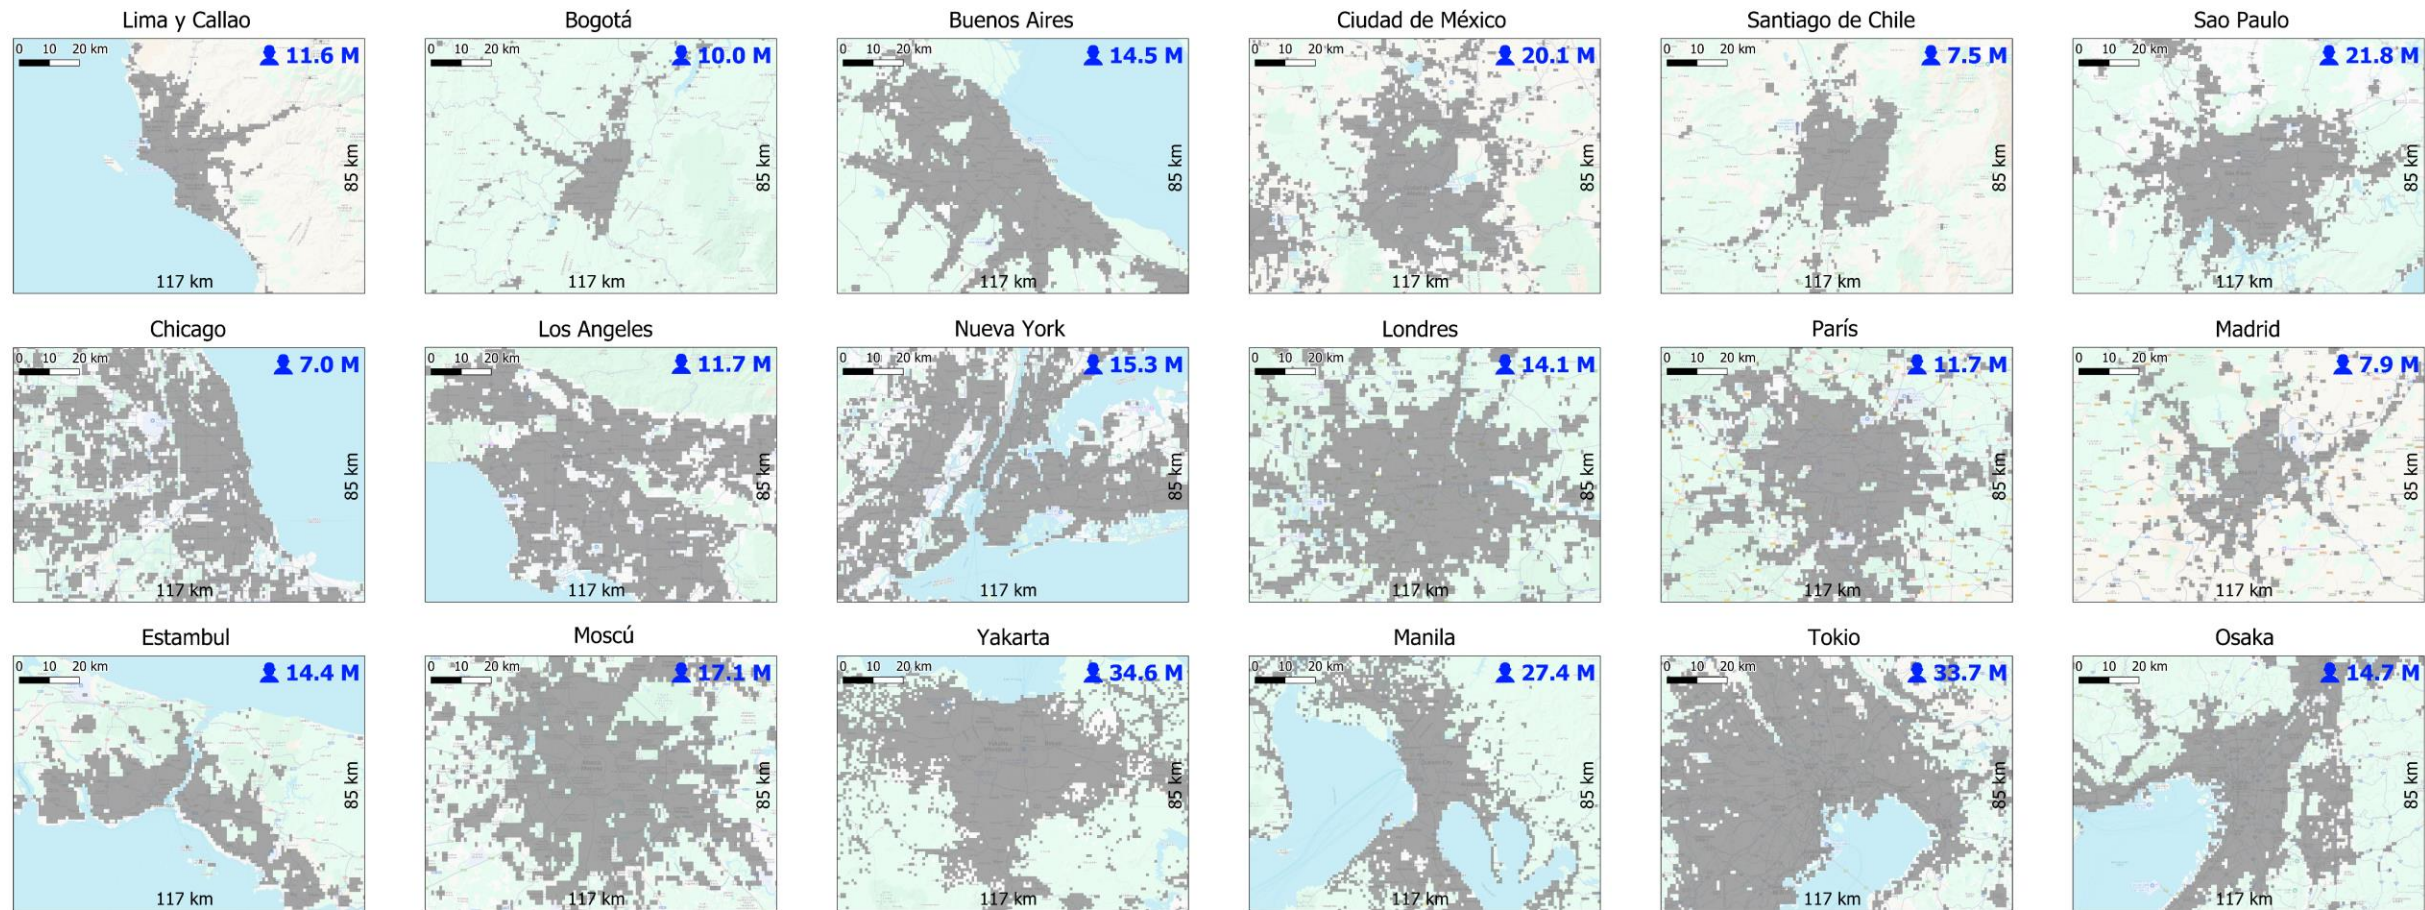 Lima y Callao
0 10 20 km
11.6 M
85 km
117 km
Bogotá
0 10 20 km
10.0 M
85 km
117 km
Buenos Aires
0 10 20 km
14.5 M
85 km
117 km
Ciudad de México
0 10 20 km
20.1 M
85 km
117 km
Santiago de Chile
0 10 20 km
7.5 M
85 km
117 km
Sao Paulo
0 10 20 km
21.8 M
85 km
117 km
Chicago
0 10 20 km
7.0 M
85 km
117 km
Los Angeles
0 10 20 km
11.7 M
85 km
117 km
Nueva York
0 10 20 km
15.3 M
85 km
117 km
Londres
0 10 20 km
14.1 M
85 km
117 km
París
0 10 20 km
11.7 M
85 km
117 km
Madrid
0 10 20 km
7.9 M
85 km
117 km
Estambul
0 10 20 km
14.4 M
85 km
117 km
Moscú
0 10 20 km
17.1 M
85 km
117 km
Yakarta
0 10 20 km
34.6 M
85 km
117 km
Manila
0 10 20 km
27.4 M
85 km
117 km
Tokio
0 10 20 km
33.7 M
85 km
117 km
Osaka
0 10 20 km
14.7 M
85 km
117 km